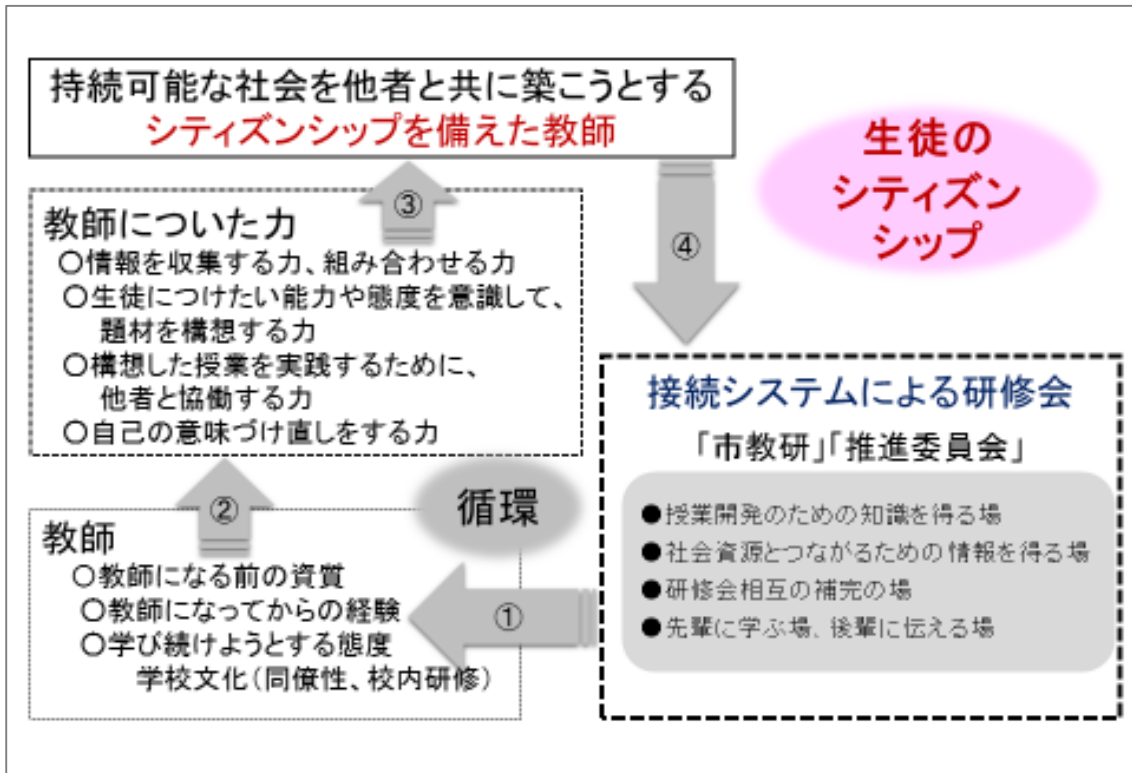 持続可能な社会を他者と共に築こうとする
シティズンシップを備えた教師
生徒の
シティズン
シップ
③
④
教師についた力
○情報を収集する力、組み合わせる力
○生徒につけたい能力や態度を意識して、
題材を構想する力
○構想した授業を実践するために、
他者と協働する力
○自己の意味づけ直しをする力
接続システムによる研修会
「市教研」「推進委員会」
●授業開発のための知識を得る場
●社会資源とつながるための情報を得る場
●研修会相互の補完の場
●先輩に学ぶ場、後輩に伝える場
②
循環
①
教師
○教師になる前の資質
○教師になってからの経験
○学び続けようとする態度
学校文化(同僚性、校内研修)